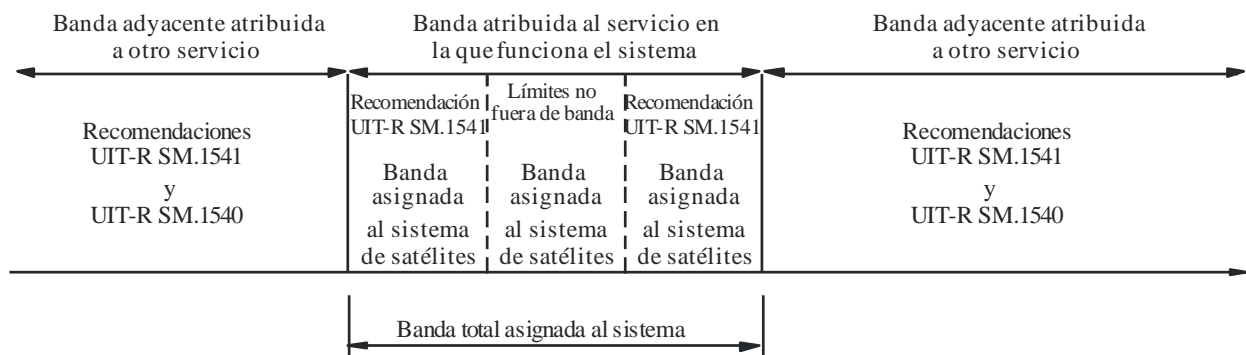 Banda adyacente atribuida
a otro servicio
Banda atribuida al servicio en
la que funciona el sistema
Banda adyacente atribuida
a otro servicio
Recomendaciones
UIT-R SM.1541
y
UIT-R SM.1540
Recomendación
UIT-R SM.1541
Banda
asignada
al sistema
de satélites
Límites no
fuera de banda
Banda
asignada
al sistema
de satélites
Recomendación
UIT-R SM.1541
Banda
asignada
al sistema
de satélites
Recomendaciones
UIT-R SM.1541
y
UIT-R SM.1540
Banda total asignada al sistema